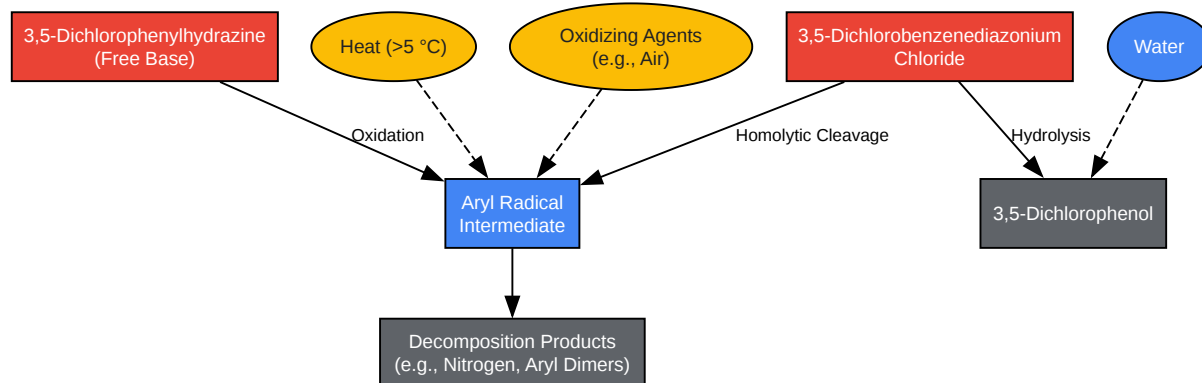 3,5-Dichlorophenylhydrazine
(Free Base)
Heat (>5 °C)
Oxidizing Agents
(e.g., Air)
3,5-Dichlorobenzenediazonium
Chloride
Water
Oxidation
Homolytic Cleavage
Hydrolysis
Aryl Radical
Intermediate
3,5-Dichlorophenol
Decomposition Products
(e.g., Nitrogen, Aryl Dimers)